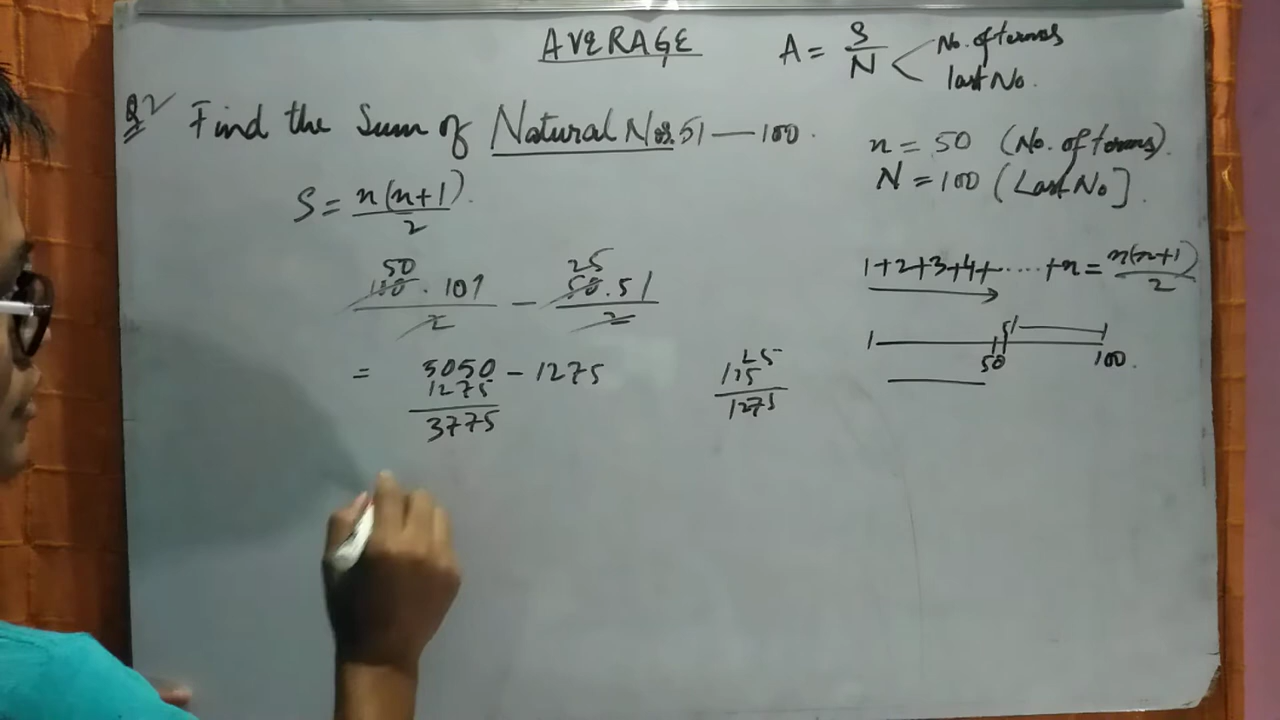 AVERAGE
A = S/N < No. of terms
last No.
Q2 Find the Sum of Natural Nos. 51 — 100.
n = 50 (No. of terms).
N = 100 (Last No].
S = n(n+1)/2
50 25
100 . 101 / 2 − 50 . 51 / 2
1+2+3+4+ ..... +n = n(n+1)/2
1 50 51 100.
= 5050 − 1275
1275
3775
25
125
1275